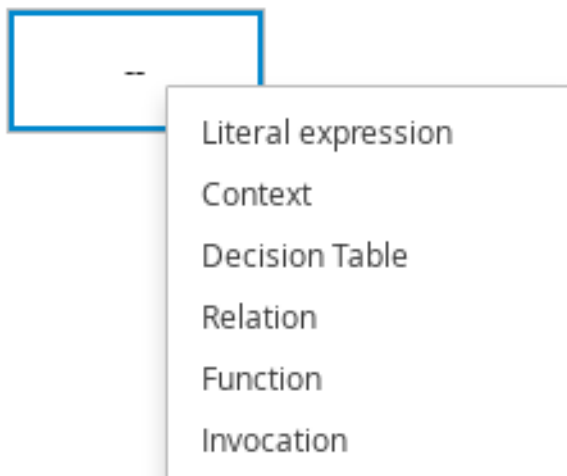 --
Literal expression
Context
Decision Table
Relation
Function
Invocation